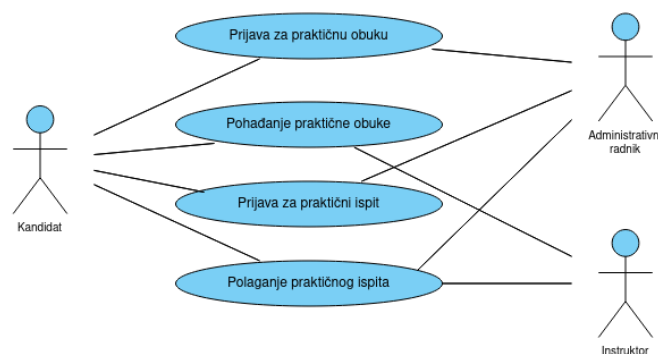 Prijava za praktičnu obuku
Pohađanje praktične obuke
Prijava za praktični ispit
Polaganje praktičnog ispita
Kandidat
Administrativn
radnik
Instruktor